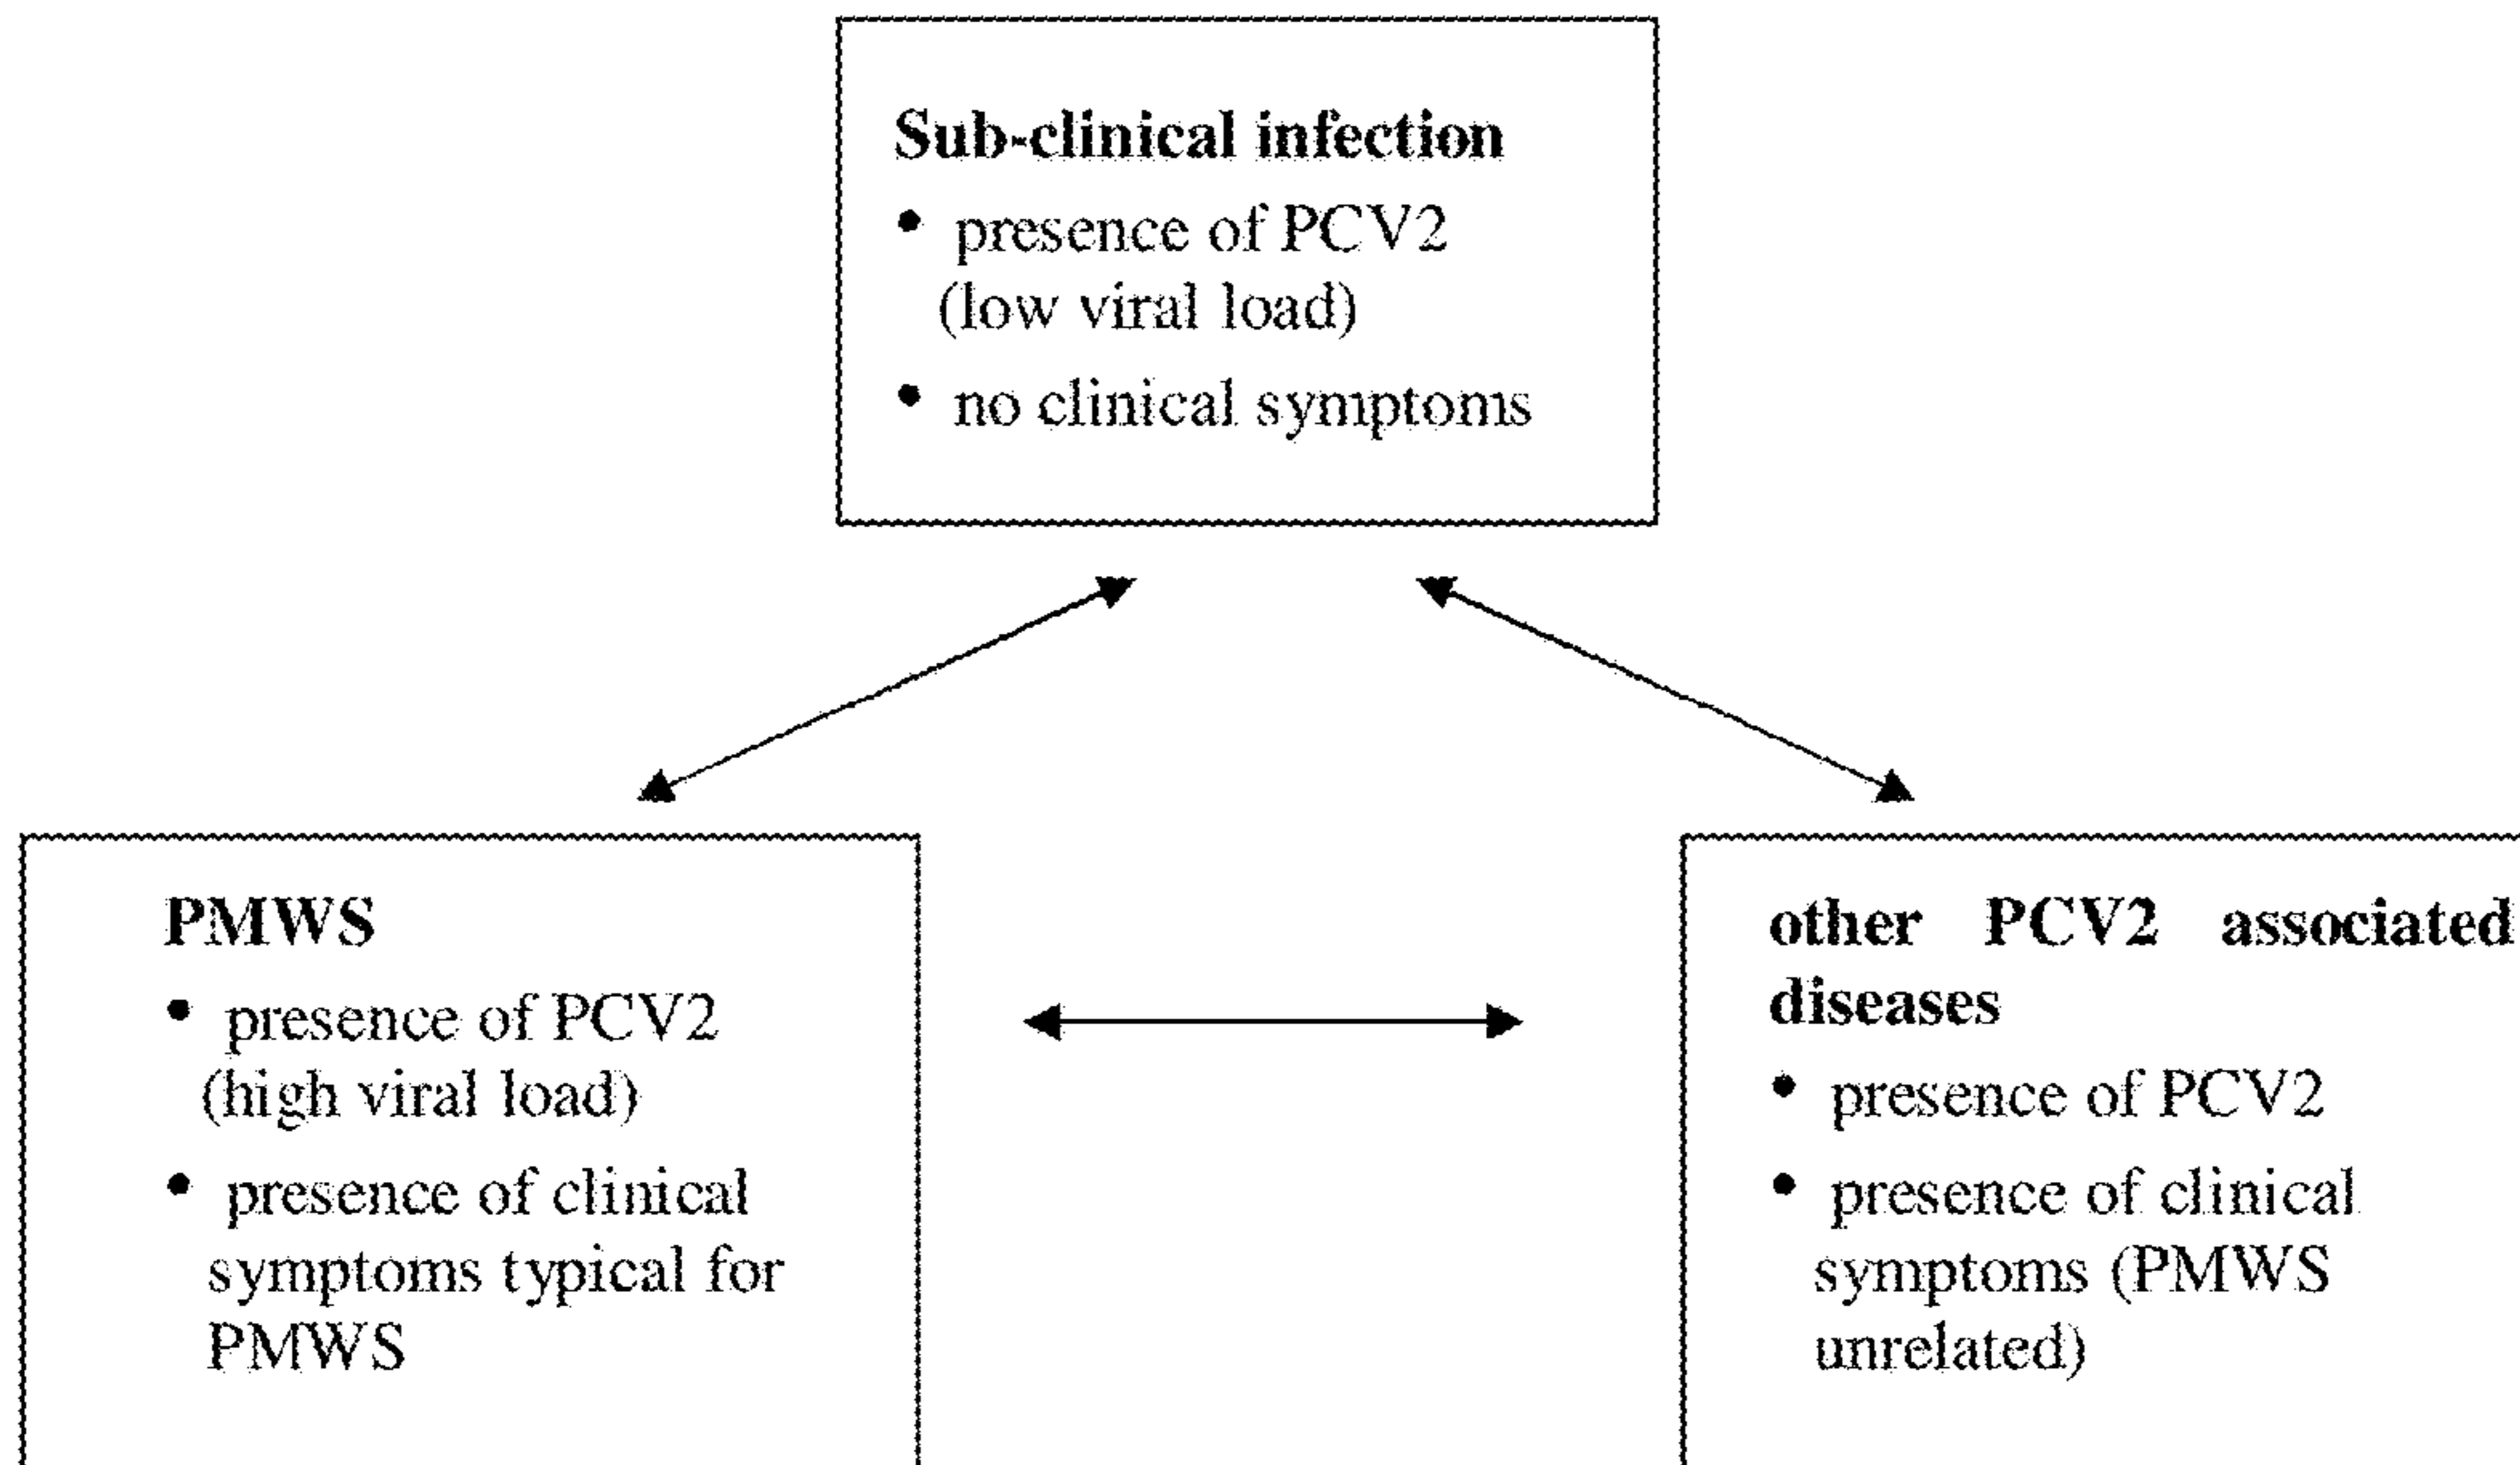 Sub-clinical infection
• presence of PCV2
(low viral load)
• no clinical symptoms
PMWS
• presence of PCV2
(high viral load)
• presence of clinical
symptoms typical for
PMWS
other PCV2 associated
diseases
• presence of PCV2
• presence of clinical
symptoms (PMWS
unrelated)